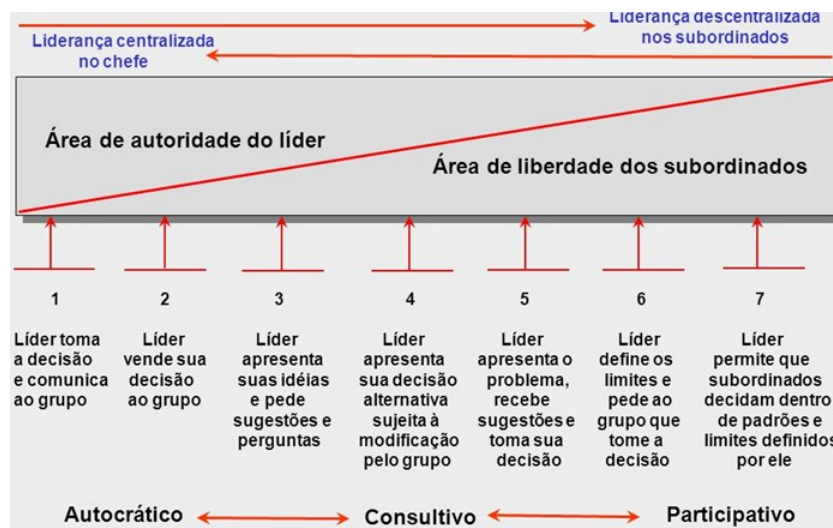 Liderança descentralizada
nos subordinados
Liderança centralizada
no chefe
Área de autoridade do líder
Área de liberdade dos subordinados
1
Líder toma
a decisão
e comunica
ao grupo
2
Líder
vende sua
decisão
ao grupo
3
Líder
apresenta
suas idéias
e pede
sugestões e
perguntas
4
Líder
apresenta
sua decisão
alternativa
sujeita à
modificação
pelo grupo
5
Líder
apresenta o
problema,
recebe
sugestões e
toma sua
decisão
6
Líder
define os
limites e
pede ao
grupo que
tome a
decisão
7
Líder
permite que
subordinados
decidam dentro
de padrões e
limites definidos
por ele
Autocrático
Consultivo
Participativo